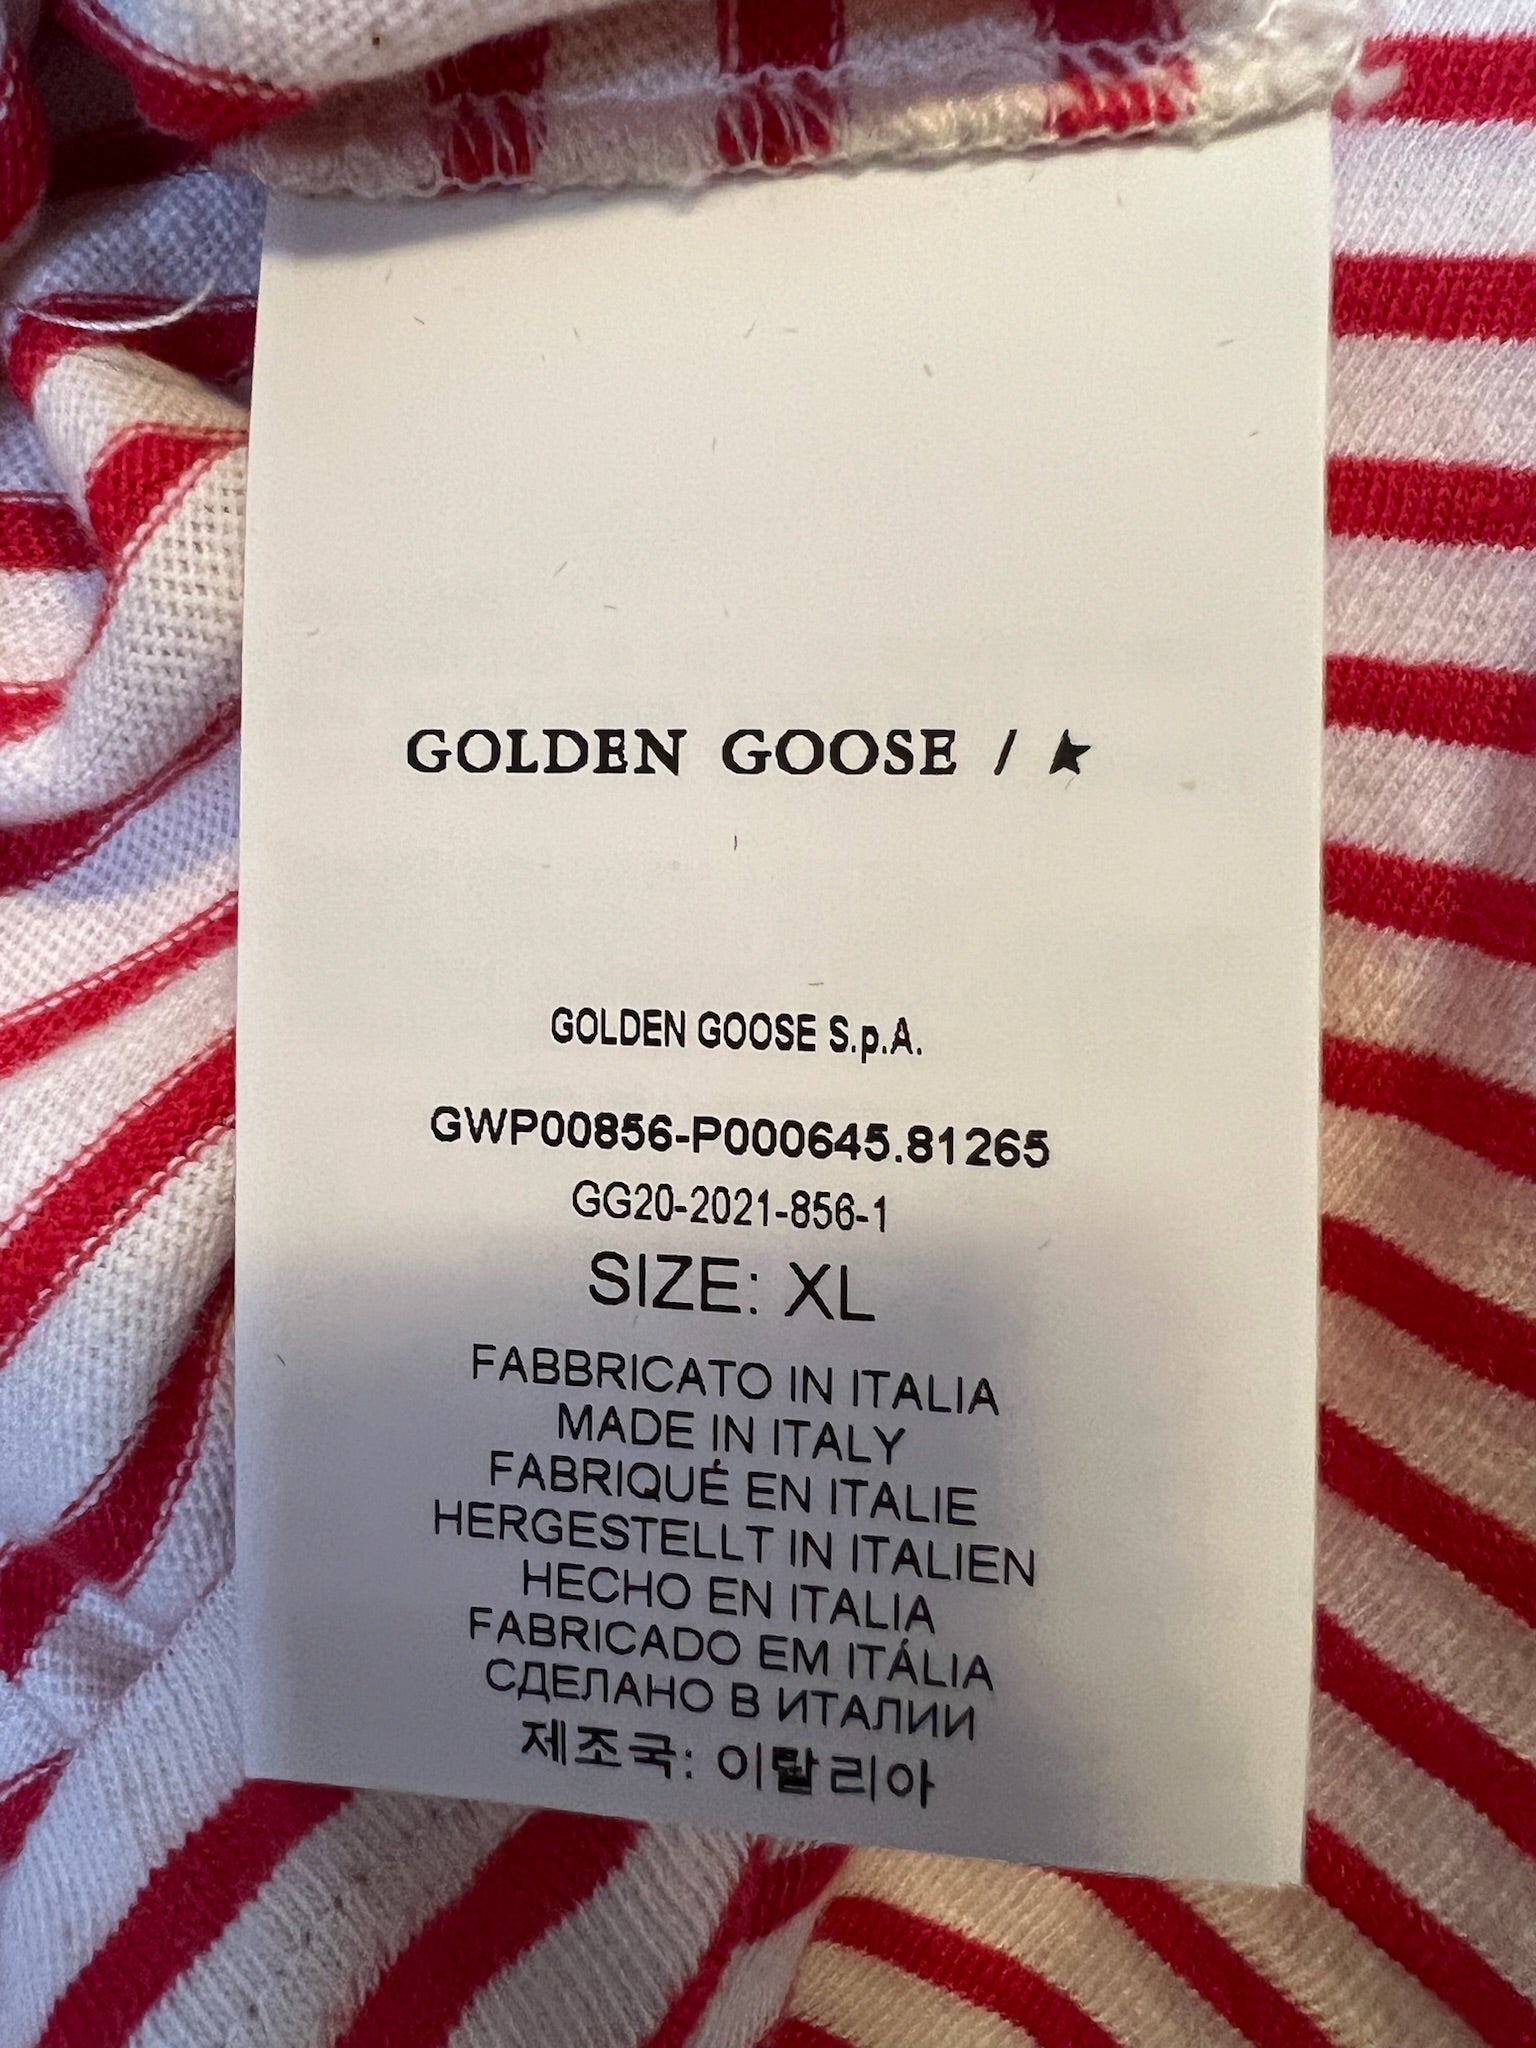 GOLDEN GOOSE / ★
GOLDEN GOOSE S.p.A.
GWP00856-P000645.81265
GG20-2021-856-1
SIZE: XL
FABBRICATO IN ITALIA
MADE IN ITALY
FABRIQUÉ EN ITALIE
HERGESTELLT IN ITALIEN
HECHO EN ITALIA
FABRICADO EM ITÁLIA
СДЕЛАНО В ИТАЛИИ
제조국: 이탈리아